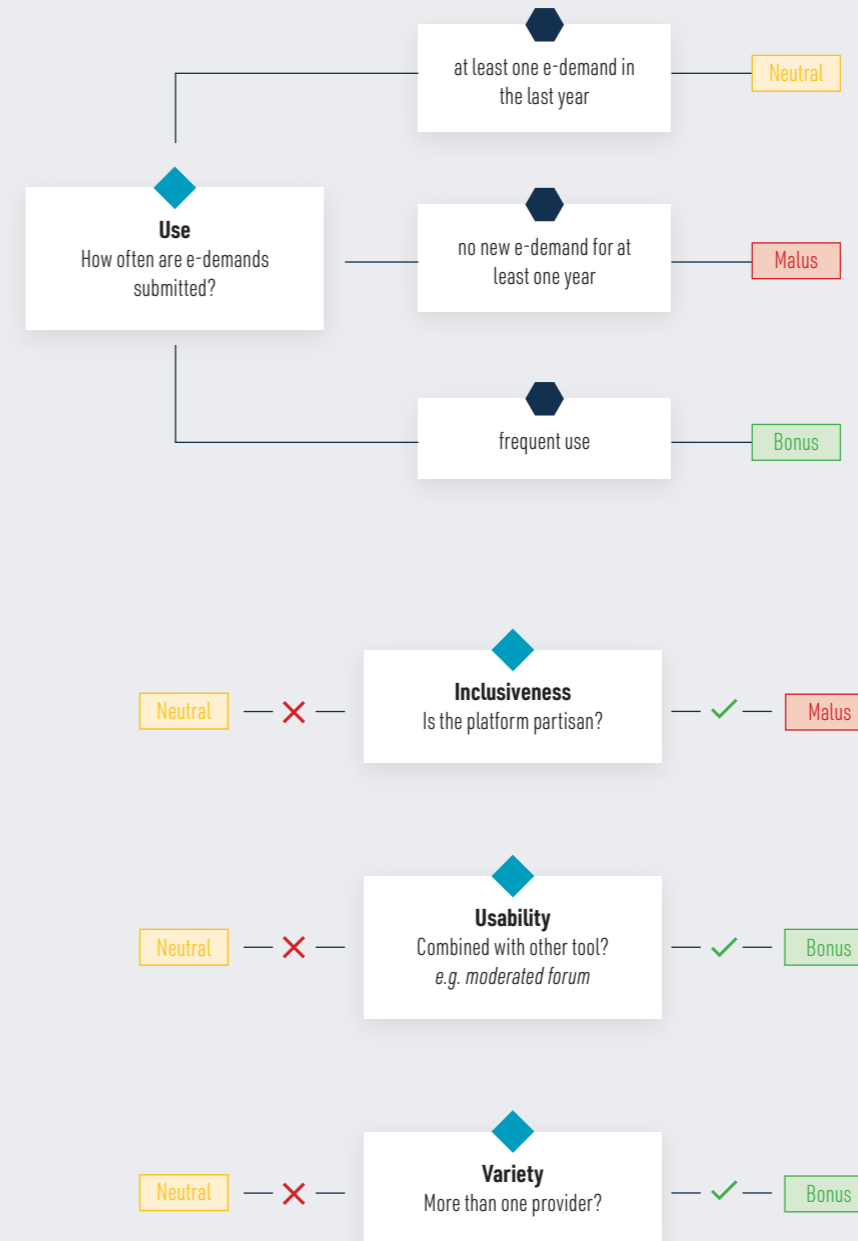 at least one e-demand in
the last year
Neutral
Use
How often are e-demands
submitted?
no new e-demand for at
least one year
Malus
frequent use
Bonus
Neutral
Inclusiveness
Is the platform partisan?
Malus
Neutral
Usability
Combined with other tool?
e.g. moderated forum
Bonus
Neutral
Variety
More than one provider?
Bonus